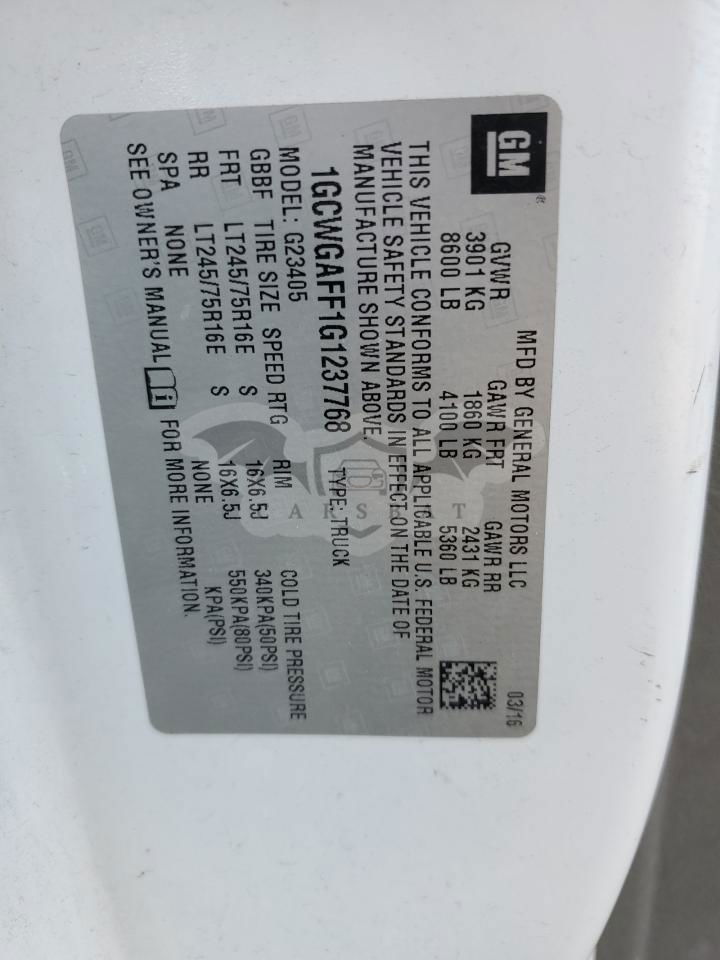 GM
MFD BY GENERAL MOTORS LLC 03/16
GVWR GAWR FRT GAWR RR
3901 KG 1860 KG 2431 KG
8600 LB 4100 LB 5360 LB
THIS VEHICLE CONFORMS TO ALL APPLICABLE U.S. FEDERAL MOTOR
VEHICLE SAFETY STANDARDS IN EFFECT ON THE DATE OF
MANUFACTURE SHOWN ABOVE.
1GCWGAFF1G1237768 TYPE: TRUCK
MODEL: G23405
GBBF TIRE SIZE SPEED RTG RIM COLD TIRE PRESSURE
FRT LT245/75R16E S 16X6.5J 340KPA(50PSI)
RR LT245/75R16E S 16X6.5J 550KPA(80PSI)
SPA NONE NONE KPA(PSI)
SEE OWNER'S MANUAL FOR MORE INFORMATION.